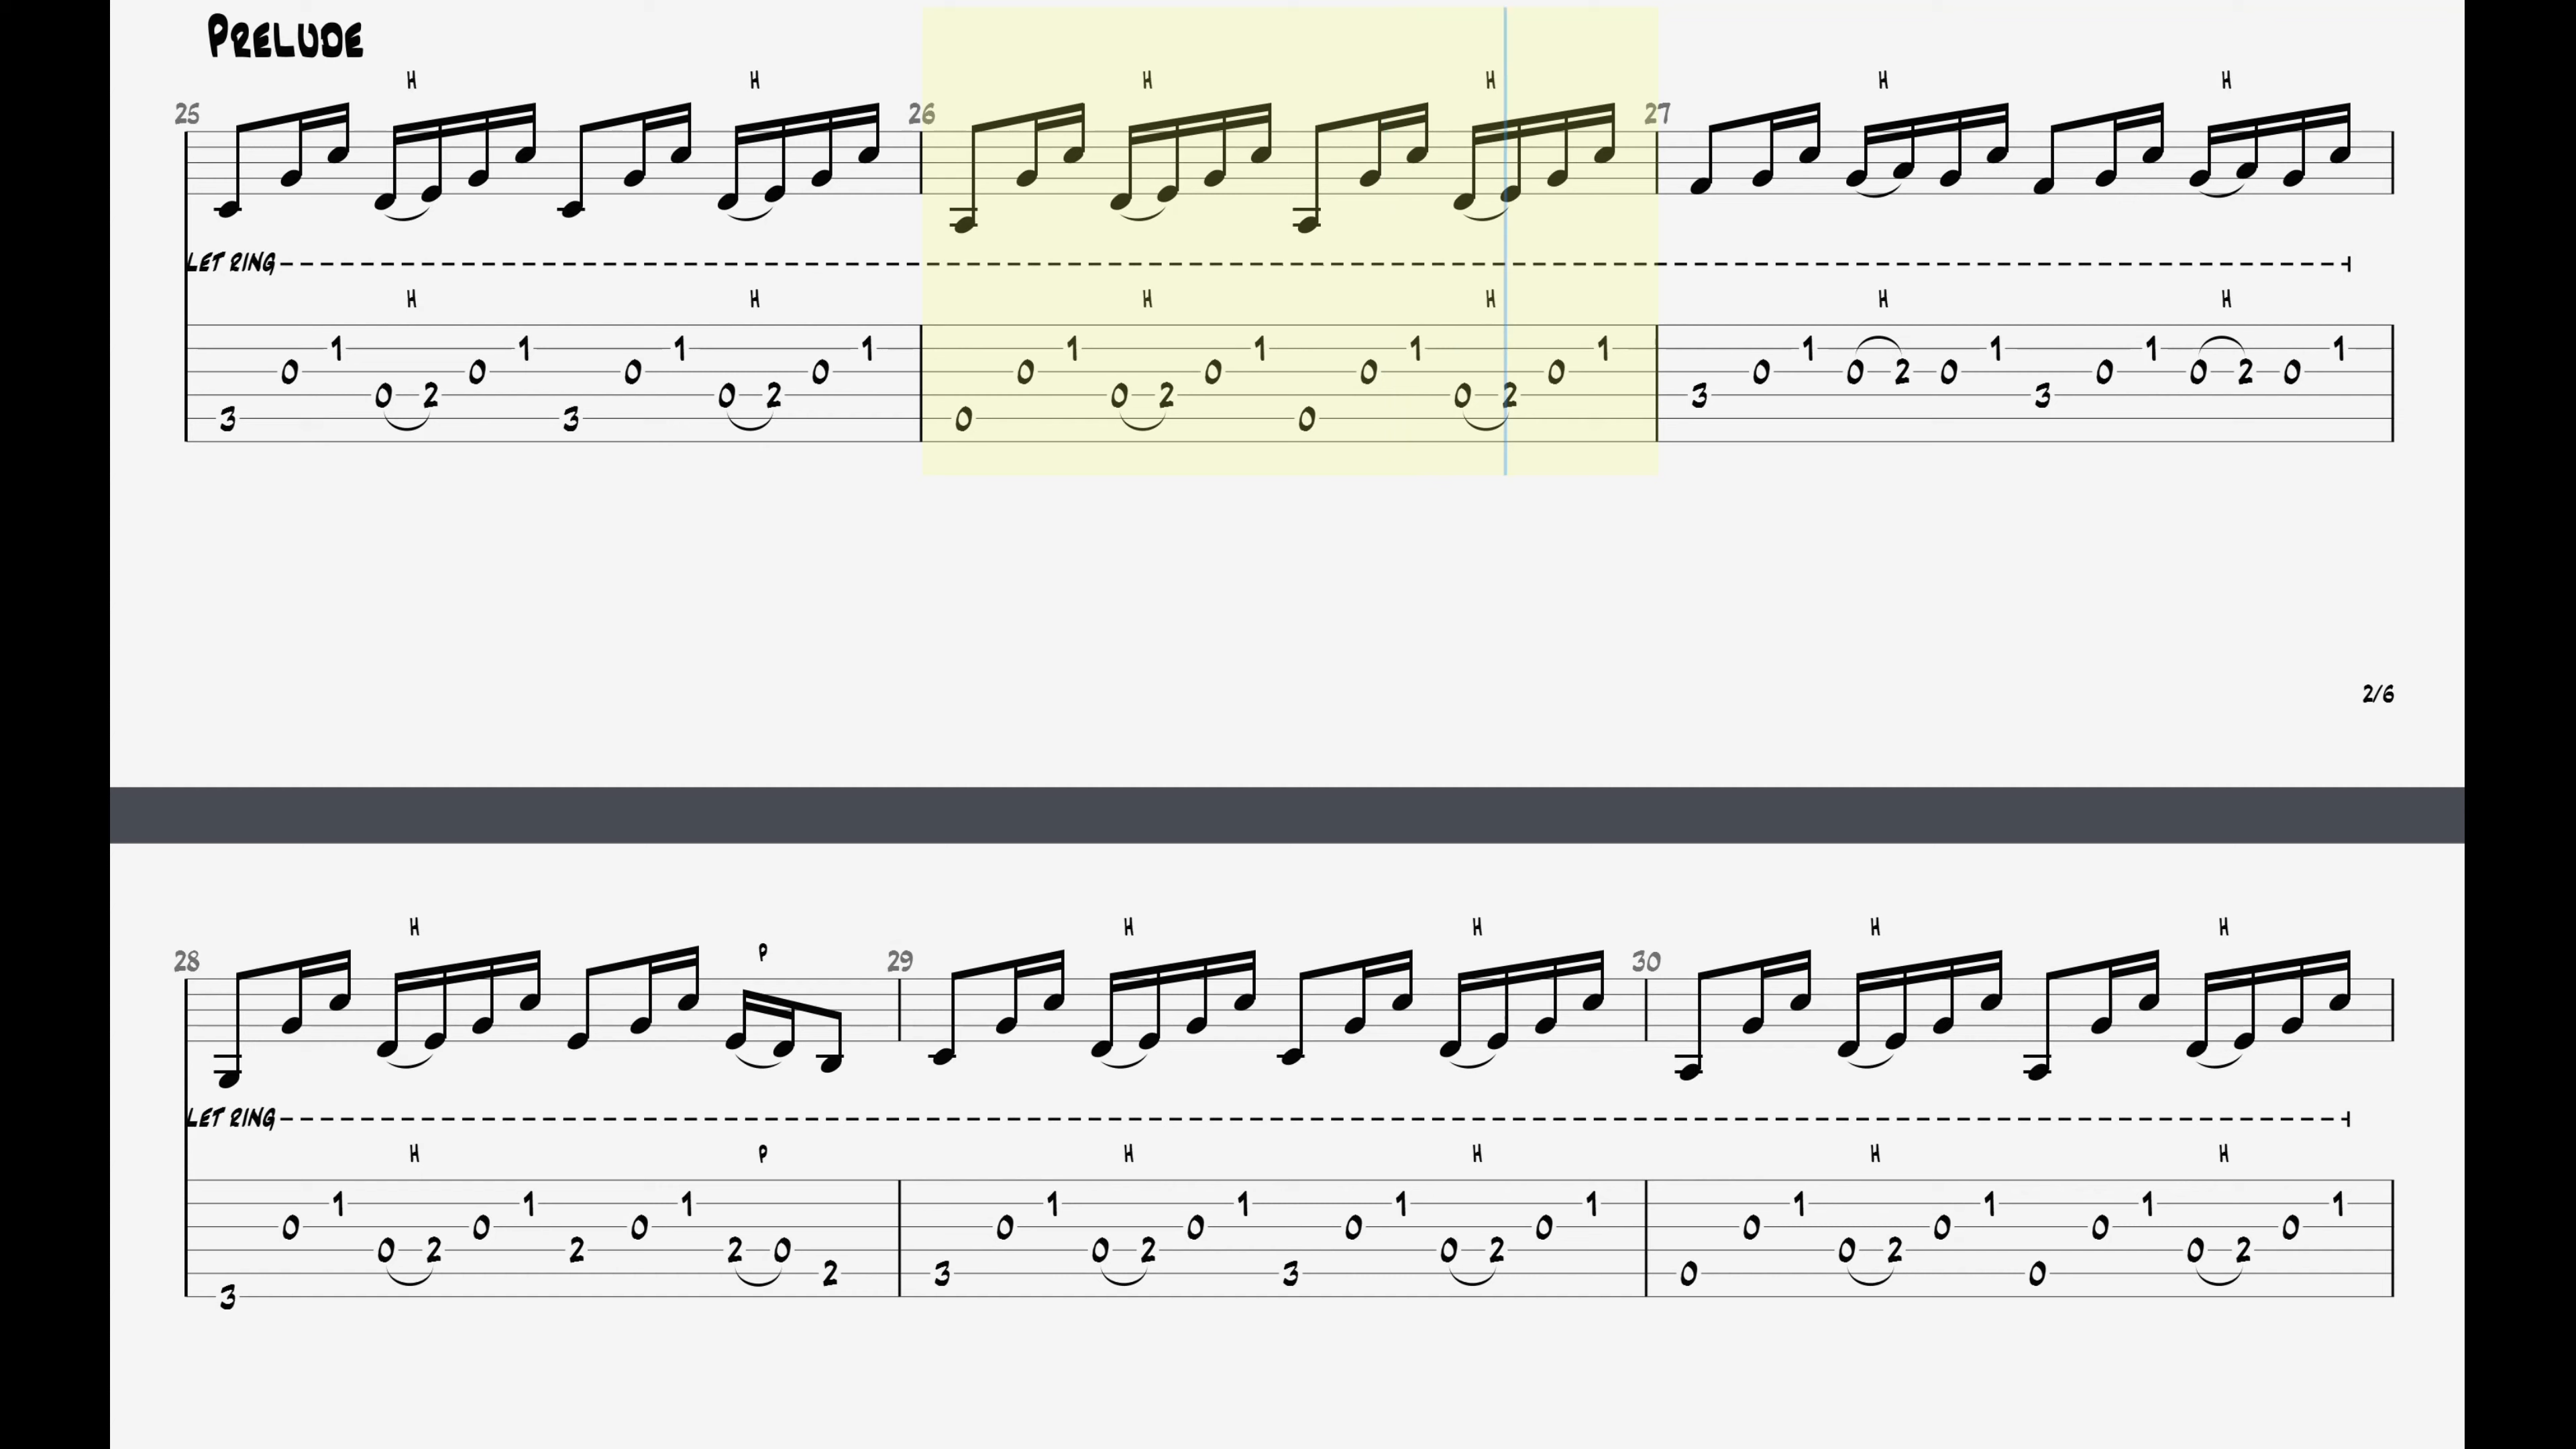 PRELUDE
H H H H H H
25 26 27
LET RING
H H H H H H
1 1 1 1 1 1 1 1 1 1 1 1
0 0 0 0 0 0 0 0 0 0 2 0 0 0 2 0
0 2 0 2 0 2 0 2 3 3
3 3 0 0
2/6
H P H H H H
28 29 30
LET RING
H P H H H H
1 1 1 1 1 1 1 1 1 1 1
0 0 0 0 0 0 0 0 0 0 0
0 2 2 2 0 0 2 0 2 0 2 0 2
2 3 3 0 0
3